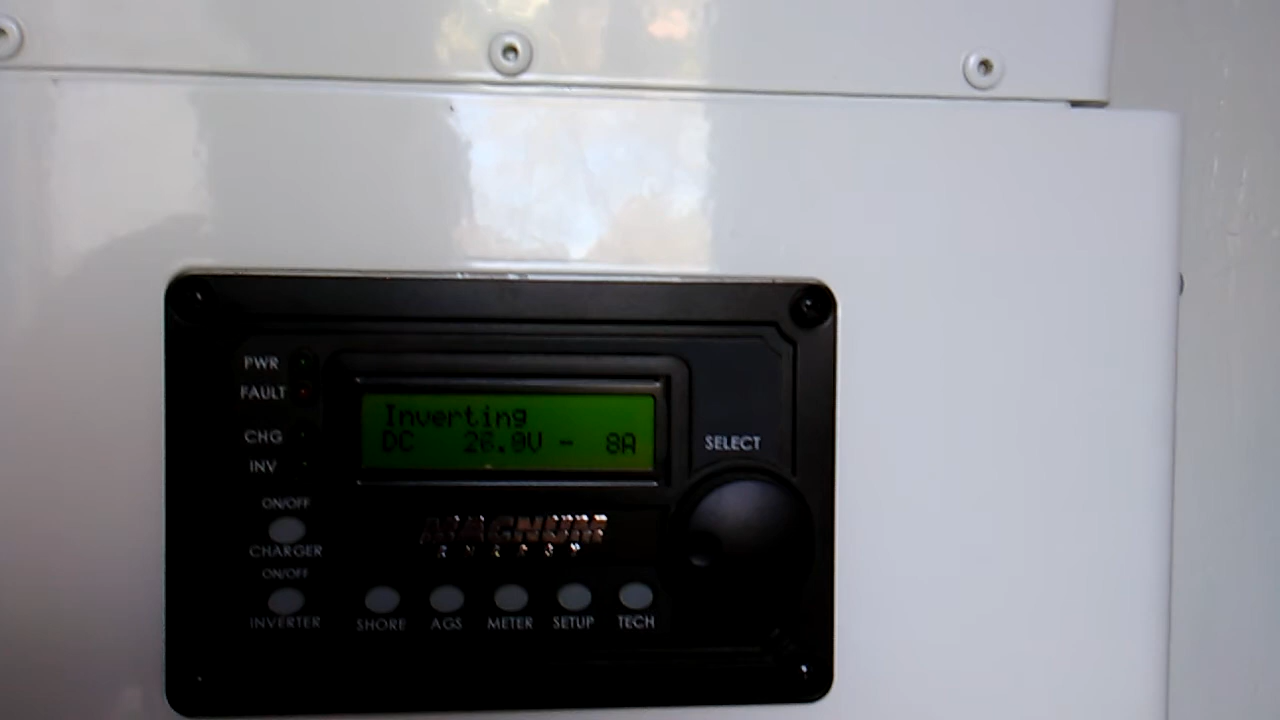 PWR
FAULT
CHG
INV
ON/OFF
CHARGER
ON/OFF
INVERTER
Inverting
DC 26.0V - 8A
SELECT
MAGNUM
SHORE
AGS
METER
SETUP
TECH